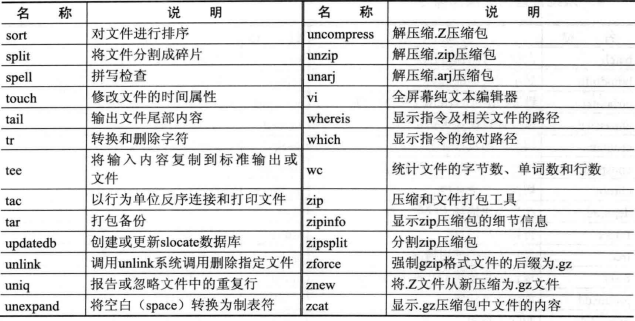 名 称 说 明 名 称 说 明
sort 对文件进行排序 uncompress 解压缩.Z压缩包
split 将文件分割成碎片 unzip 解压缩.zip压缩包
spell 拼写检查 unarj 解压缩.arj压缩包
touch 修改文件的时间属性 vi 全屏幕纯文本编辑器
tail 输出文件尾部内容 whereis 显示指令及相关文件的路径
tr 转换和删除字符 which 显示指令的绝对路径
tee 将输入内容复制到标准输出或
文件 wc 统计文件的字节数、单词数和行数
tac 以行为单位反序连接和打印文件 zip 压缩和文件打包工具
tar 打包备份 zipinfo 显示zip压缩包的细节信息
updatedb 创建或更新slocate数据库 zipsplit 分割zip压缩包
unlink 调用unlink系统调用删除指定文件 zforce 强制gzip格式文件的后缀为.gz
uniq 报告或忽略文件中的重复行 znew 将.Z文件从新压缩为.gz文件
unexpand 将空白（space）转换为制表符 zcat 显示.gz压缩包中文件的内容